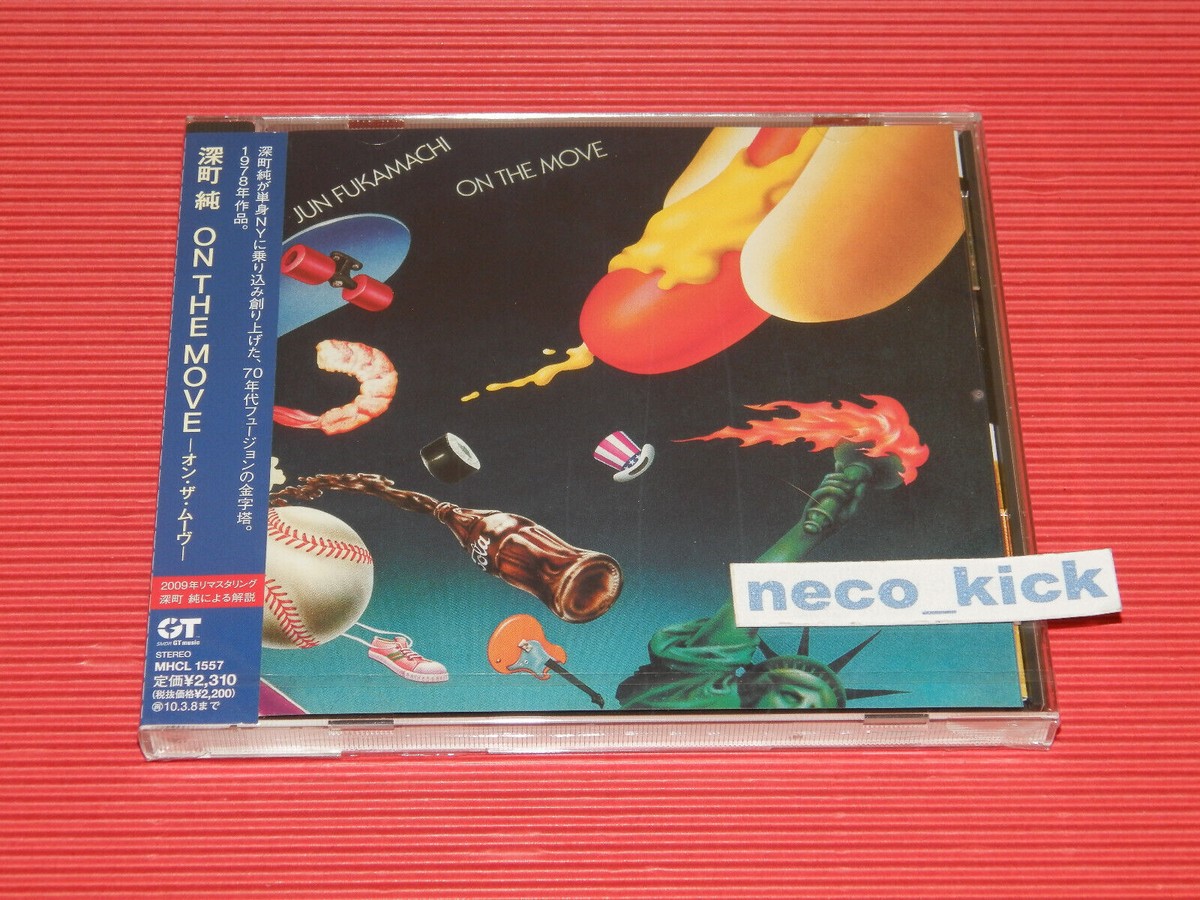 深町純が単身NYに乗り込み創り上げた、70年代フュージョンの金字塔。
1978年作品。
深町 純 ON THE MOVE —オン・ザ・ムーヴ—
2009年リマスタリング
深町 純による解説
GT
GT music
STEREO
MHCL 1557
定価¥2,310
(税抜価格¥2,200)
10.3.8まで
JUN FUKAMACHI
ON THE MOVE
neco_kick